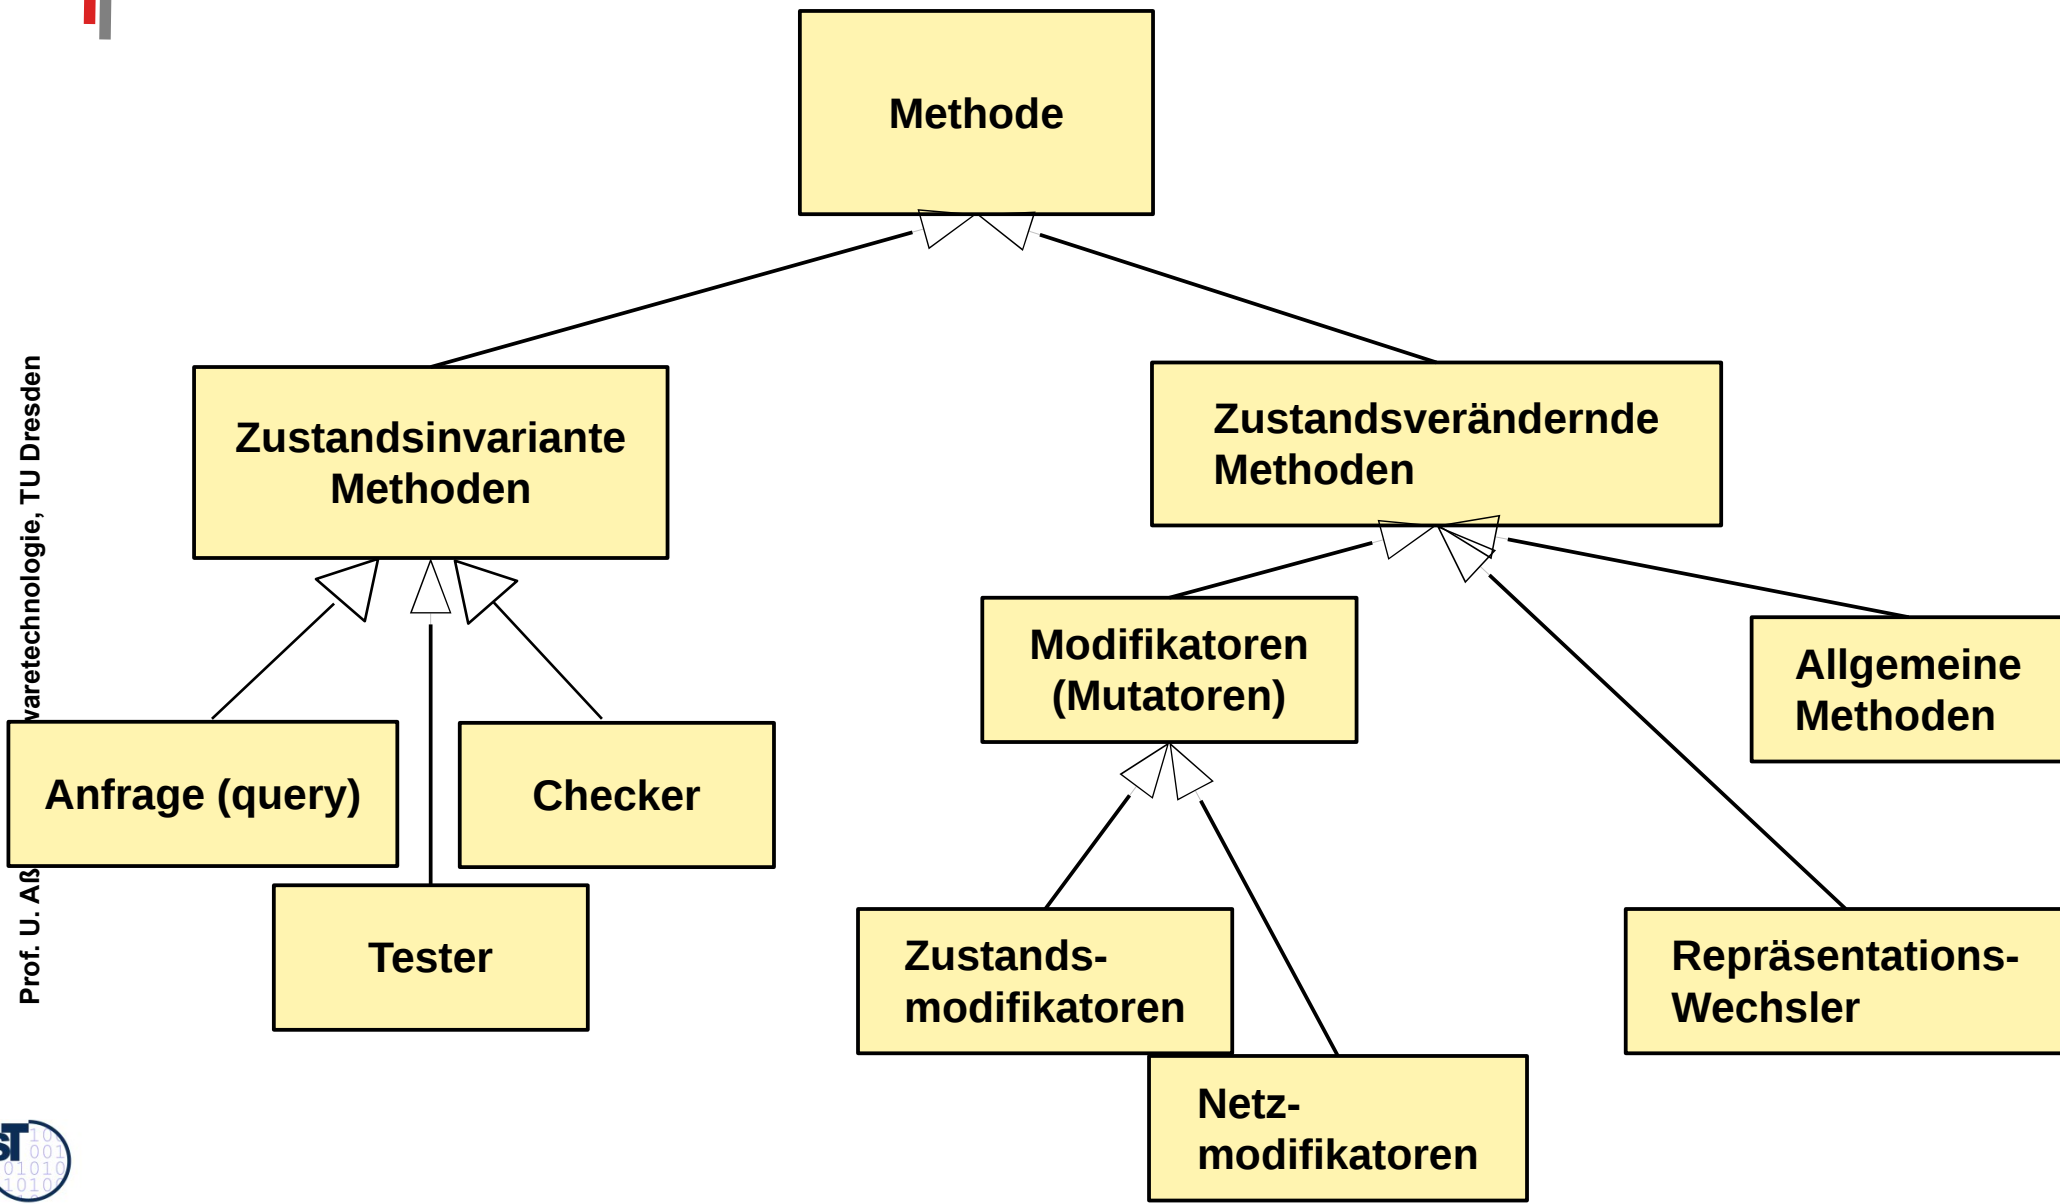 Methode
Zustandsinvariante
Methoden
Zustandsverändernde
Methoden
Modifikatoren
(Mutatoren)
Allgemeine
Methoden
Anfrage (query)
Checker
Tester
Zustands-
modifikatoren
Repräsentations-
Wechsler
Netz-
modifikatoren
Prof. U. Aß
waretechnologie, TU Dresden
ST